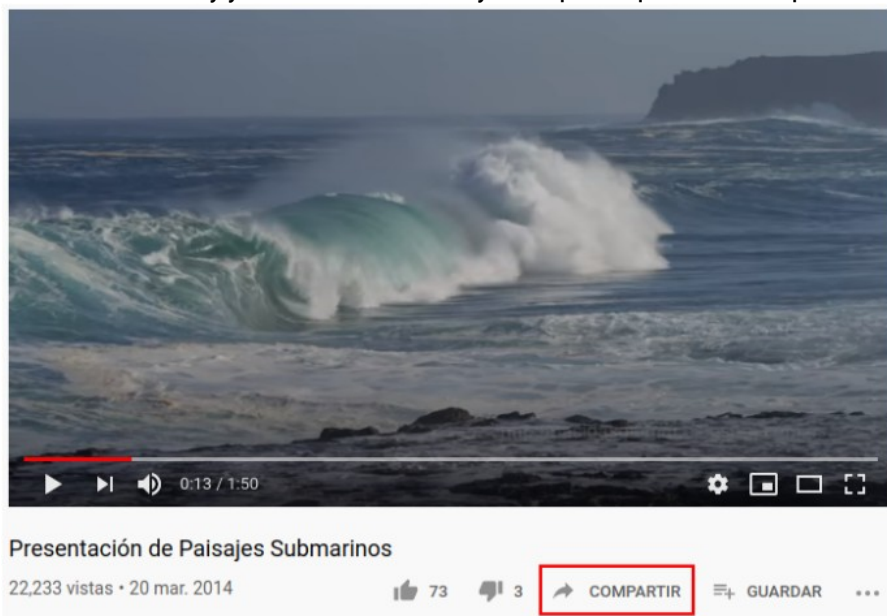 0:13 / 1:50
Presentación de Paisajes Submarinos
22,233 vistas • 20 mar. 2014
73
3
COMPARTIR
GUARDAR